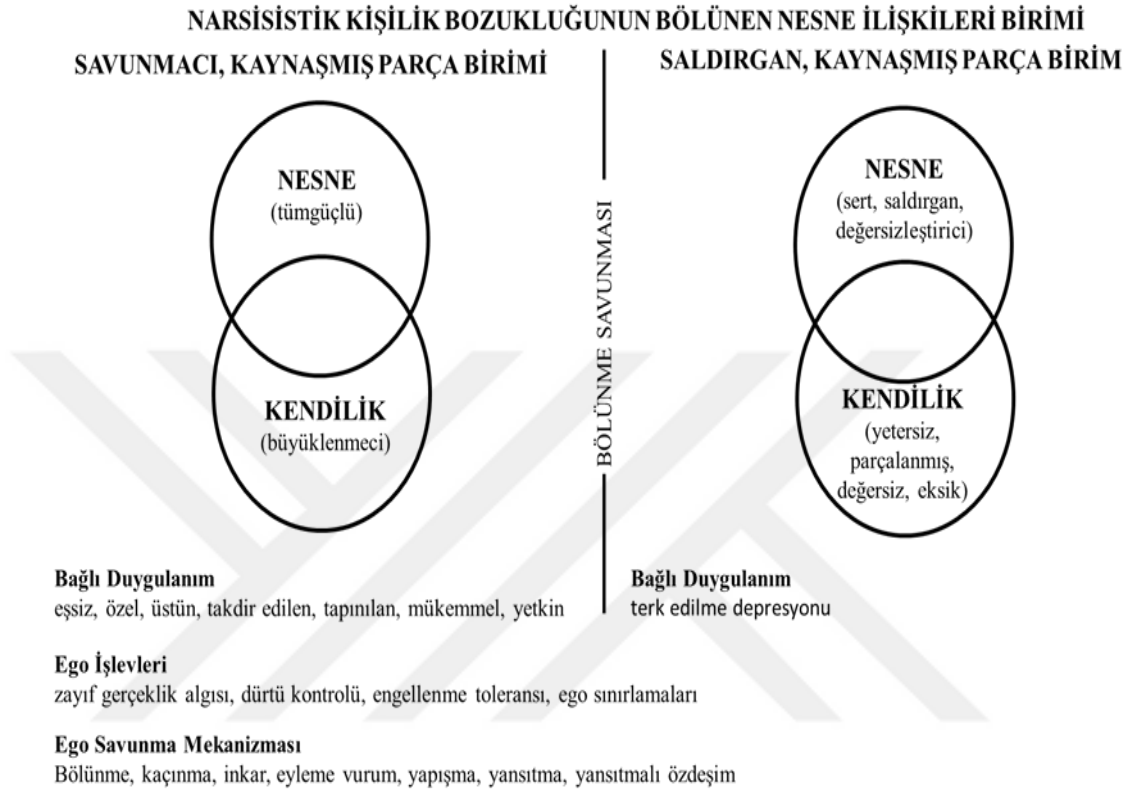 NARSİSİSTİK KİŞİLİK BOZUKLUĞUNUN BÖLÜNEN NESNE İLİŞKİLERİ BİRİMİ
SAVUNMACI, KAYNAŞMIŞ PARÇA BİRİMİ
NESNE
(tümgüçlü)
KENDİLİK
(büyüklenmeci)
BÖLÜNME SAVUNMASI
SALDIRGAN, KAYNAŞMIŞ PARÇA BİRİM
NESNE
(sert, saldırgan,
değersizleştirici)
KENDİLİK
(yetersiz,
parçalanmış,
değersiz, eksik)
Bağlı Duygulanım
eşsiz, özel, üstün, takdir edilen, tapınılan, mükemmel, yetkin
Bağlı Duygulanım
terk edilme depresyonu
Ego İşlevleri
zayıf gerçeklik algısı, dürtü kontrolü, engellenme toleransı, ego sınırlamaları
Ego Savunma Mekanizması
Bölünme, kaçınma, inkar, eyleme vurum, yapışma, yansıtma, yansıtmalı özdeşim